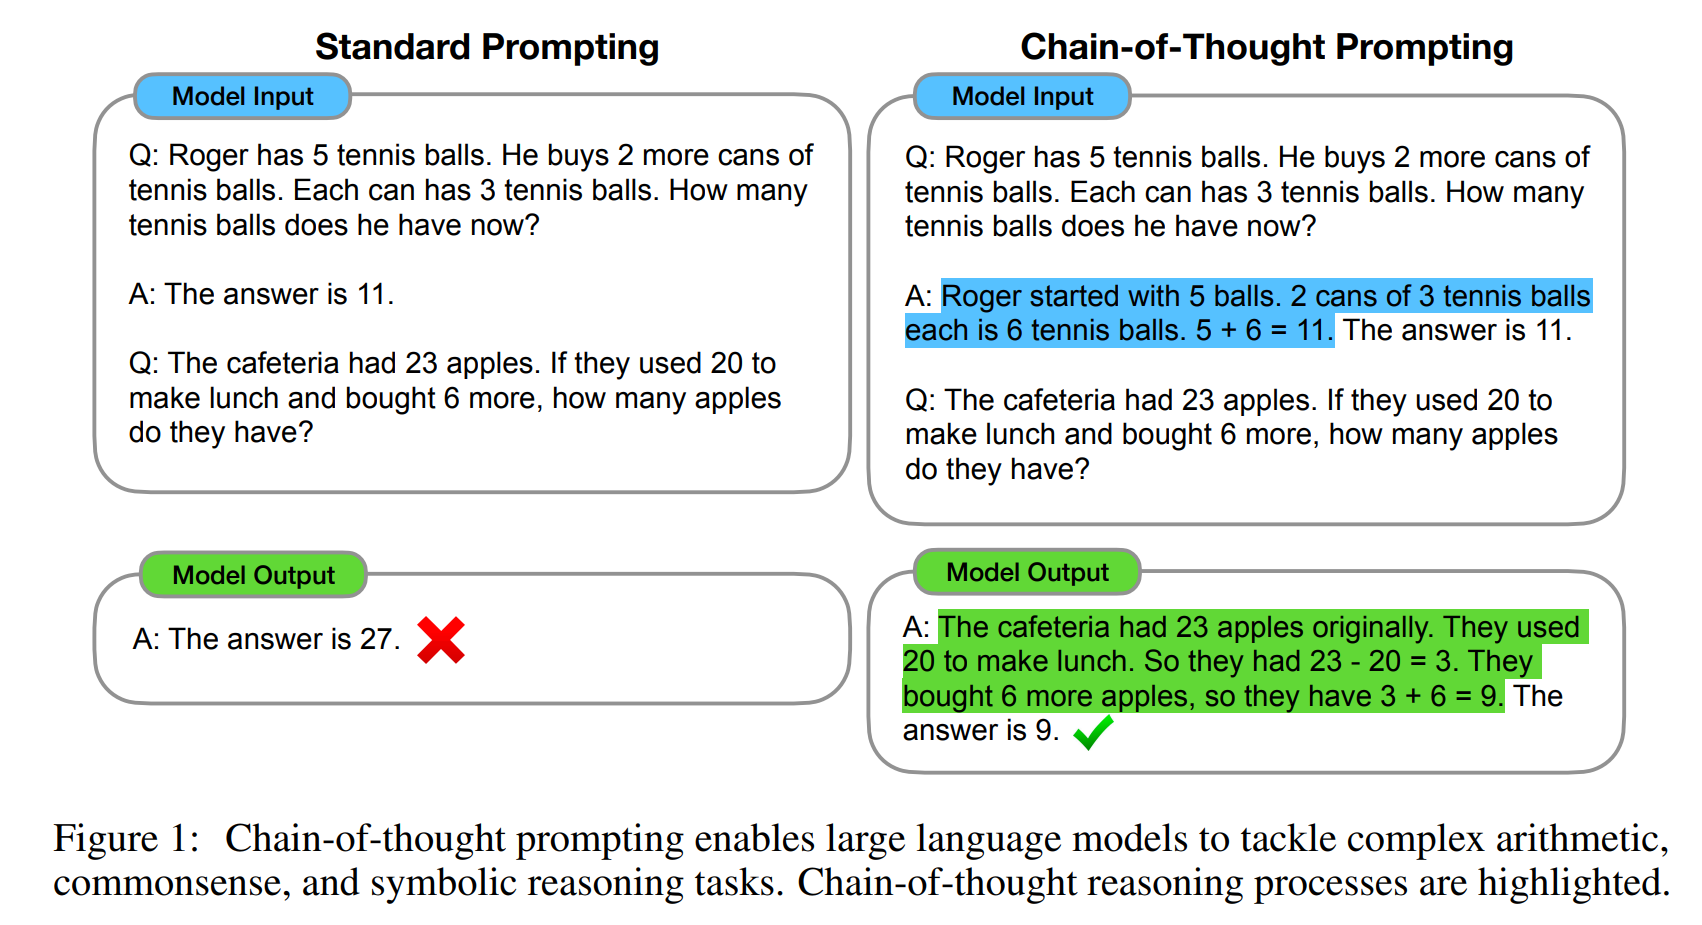 Standard Prompting
Model Input
Q: Roger has 5 tennis balls. He buys 2 more cans of
tennis balls. Each can has 3 tennis balls. How many
tennis balls does he have now?
A: The answer is 11.
Q: The cafeteria had 23 apples. If they used 20 to
make lunch and bought 6 more, how many apples
do they have?
Model Output
A: The answer is 27.
Chain-of-Thought Prompting
Model Input
Q: Roger has 5 tennis balls. He buys 2 more cans of
tennis balls. Each can has 3 tennis balls. How many
tennis balls does he have now?
A: Roger started with 5 balls. 2 cans of 3 tennis balls
each is 6 tennis balls. 5 + 6 = 11. The answer is 11.
Q: The cafeteria had 23 apples. If they used 20 to
make lunch and bought 6 more, how many apples
do they have?
Model Output
A: The cafeteria had 23 apples originally. They used
20 to make lunch. So they had 23 - 20 = 3. They
bought 6 more apples, so they have 3 + 6 = 9. The
answer is 9.
Figure 1: Chain-of-thought prompting enables large language models to tackle complex arithmetic,
commonsense, and symbolic reasoning tasks. Chain-of-thought reasoning processes are highlighted.